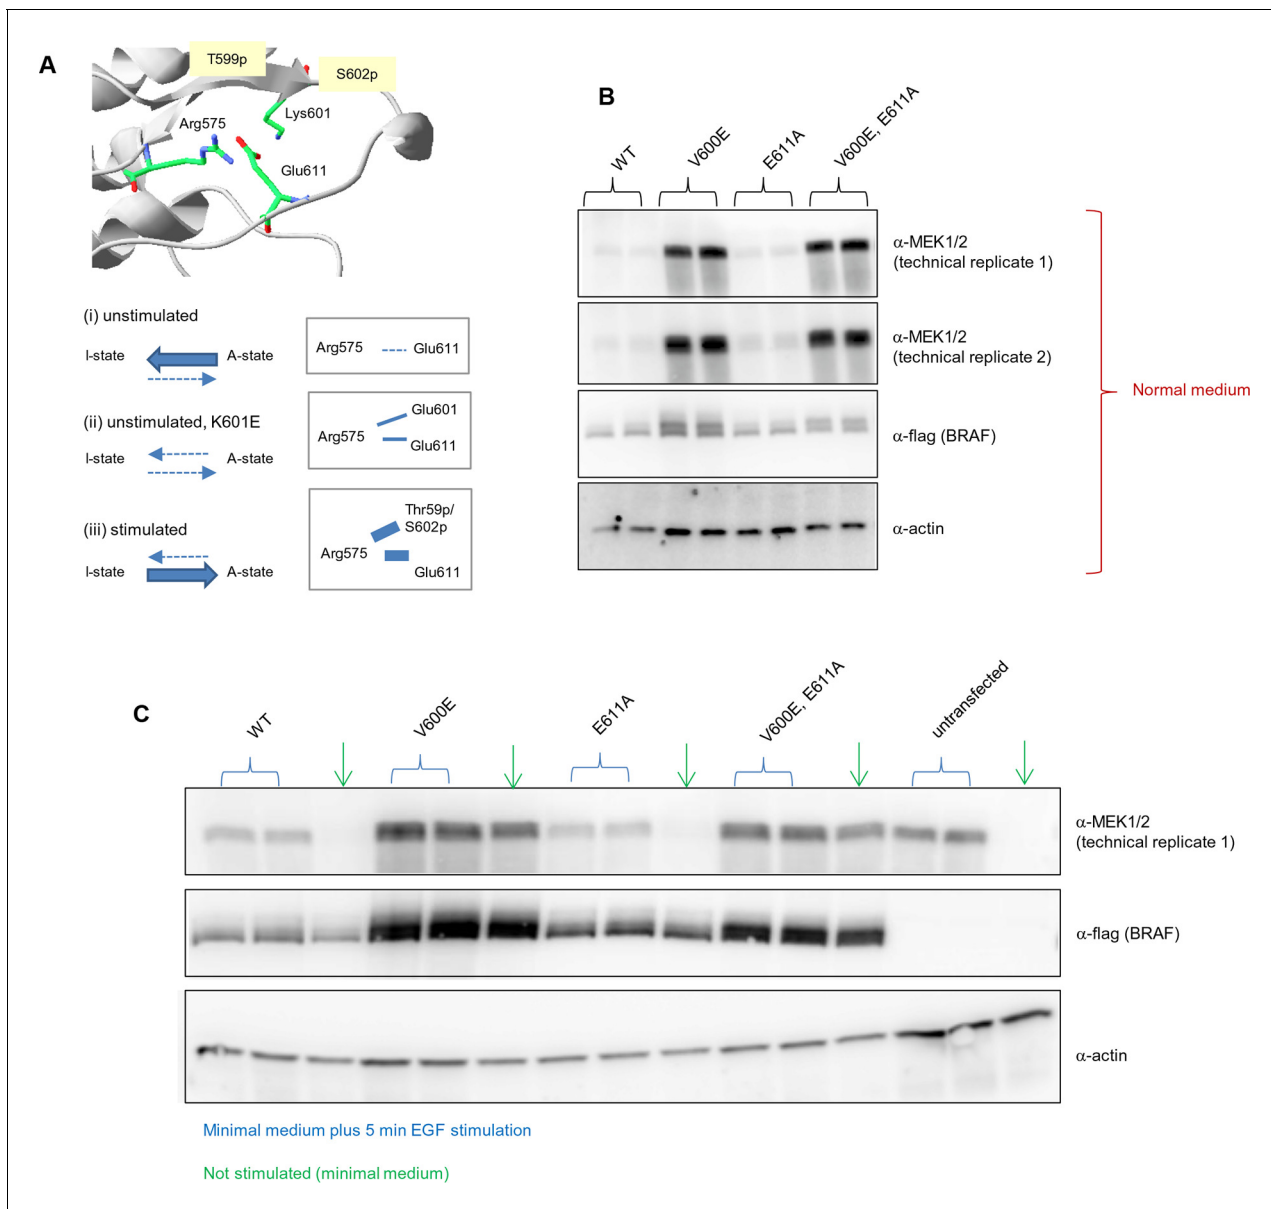 A
T599p
S602p
Lys601
Arg575
Glu611
(i) unstimulated
I-state
A-state
Arg575
Glu611
(ii) unstimulated, K601E
I-state
A-state
Arg575
Glu601
Glu611
(iii) stimulated
I-state
A-state
Thr59p/
S602p
Arg575
Glu611
B
WT
V600E
E611A
V600E, E611A
α-MEK1/2
(technical replicate 1)
α-MEK1/2
(technical replicate 2)
α-flag (BRAF)
α-actin
Normal medium
C
WT
V600E
E611A
V600E, E611A
untransfected
α-MEK1/2
(technical replicate 1)
α-flag (BRAF)
α-actin
Minimal medium plus 5 min EGF stimulation
Not stimulated (minimal medium)